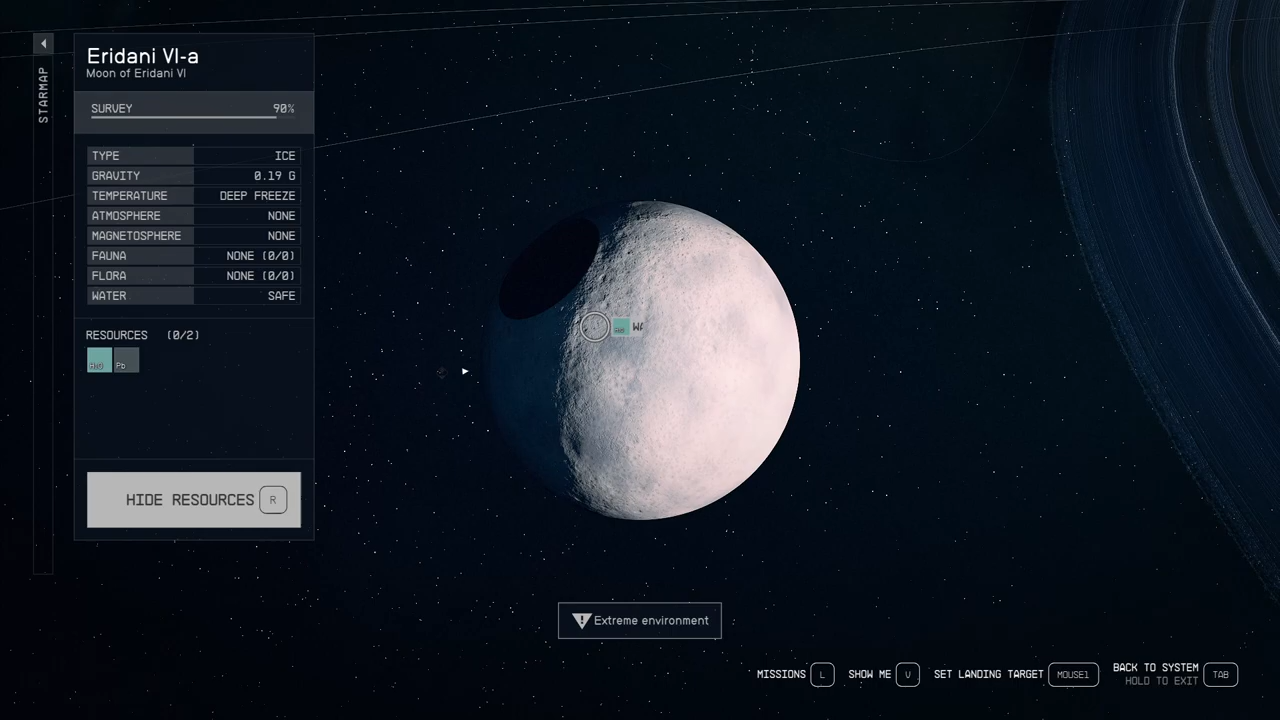 STARMAP
Eridani VI-a
Moon of Eridani VI
SURVEY 90%
TYPE ICE
GRAVITY 0.19 G
TEMPERATURE DEEP FREEZE
ATMOSPHERE NONE
MAGNETOSPHERE NONE
FAUNA NONE (0/0)
FLORA NONE (0/0)
WATER SAFE
RESOURCES (0/2)
H2O Pb
HIDE RESOURCES R
WA
Extreme environment
MISSIONS L SHOW ME V SET LANDING TARGET MOUSE1 BACK TO SYSTEM TAB
HOLD TO EXIT